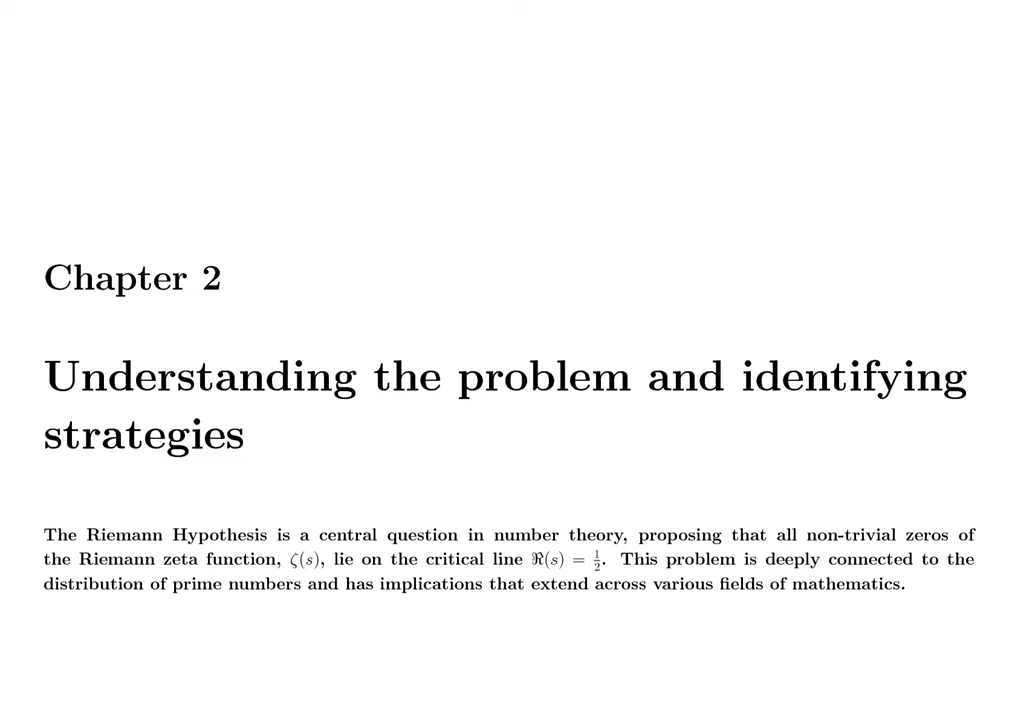 Chapter 2
Understanding the problem and identifying
strategies
The Riemann Hypothesis is a central question in number theory, proposing that all non-trivial zeros of
the Riemann zeta function, ζ(s), lie on the critical line ℜ(s) = 1/2. This problem is deeply connected to the
distribution of prime numbers and has implications that extend across various fields of mathematics.